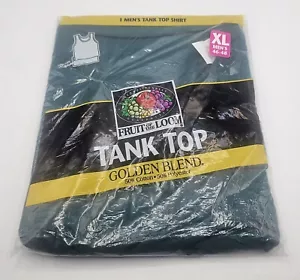 1 MEN'S TANK TOP SHIRT
XL
MEN'S
46-48
FRUIT OF THE LOOM
TANK TOP
GOLDEN BLEND.
50% Cotton • 50% Polyester